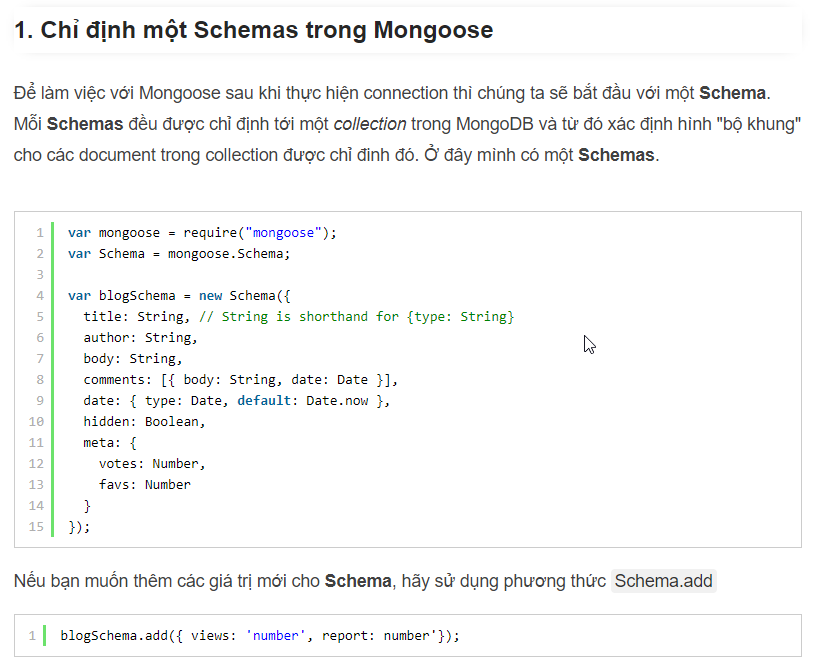 1. Chỉ định một Schemas trong Mongoose
Để làm việc với Mongoose sau khi thực hiện connection thì chúng ta sẽ bắt đầu với một Schema.
Mỗi Schemas đều được chỉ định tới một collection trong MongoDB và từ đó xác định hình "bộ khung"
cho các document trong collection được chỉ đinh đó. Ở đây mình có một Schemas.
1 var mongoose = require("mongoose");
2 var Schema = mongoose.Schema;
3
4 var blogSchema = new Schema({
5 title: String, // String is shorthand for {type: String}
6 author: String,
7 body: String,
8 comments: [{ body: String, date: Date }],
9 date: { type: Date, default: Date.now },
10 hidden: Boolean,
11 meta: {
12 votes: Number,
13 favs: Number
14 }
15 });
Nếu bạn muốn thêm các giá trị mới cho Schema, hãy sử dụng phương thức Schema.add
1 blogSchema.add({ views: 'number', report: number'});